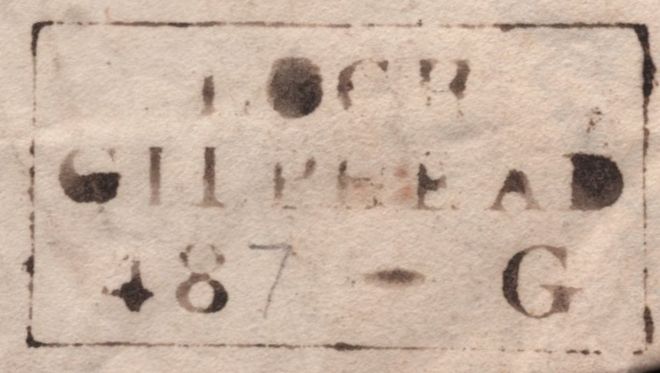 LOCH
GILPHEAD
487 - G